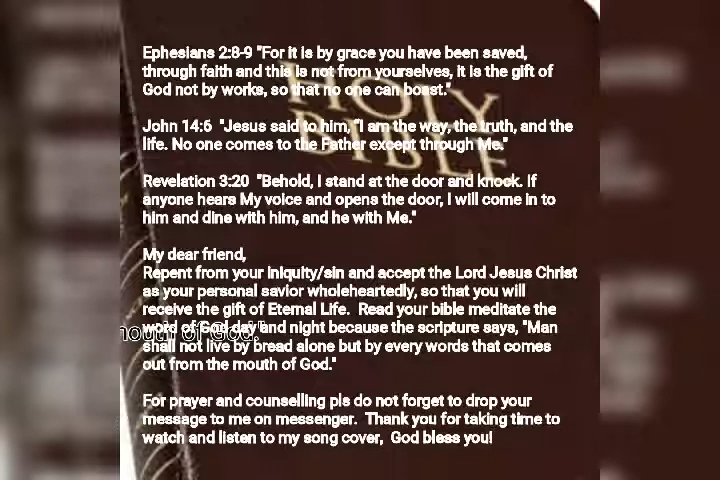 Ephesians 2:8-9 "For it is by grace you have been saved,
through faith and this is not from yourselves, it is the gift of
God not by works, so that no one can boast."
John 14:6 "Jesus said to him, "I am the way, the truth, and the
life. No one comes to the Father except through Me."
HOLY
BIBLE
Revelation 3:20 "Behold, I stand at the door and knock. If
anyone hears My voice and opens the door, I will come in to
him and dine with him, and he with Me."
My dear friend,
Repent from your iniquity/sin and accept the Lord Jesus Christ
as your personal savior wholeheartedly, so that you will
receive the gift of Eternal Life. Read your bible meditate the
word of God day and night because the scripture says, "Man
mouth of God."
shall not live by bread alone but by every words that comes
out from the mouth of God."
For prayer and counselling pls do not forget to drop your
message to me on messenger. Thank you for taking time to
watch and listen to my song cover, God bless you!